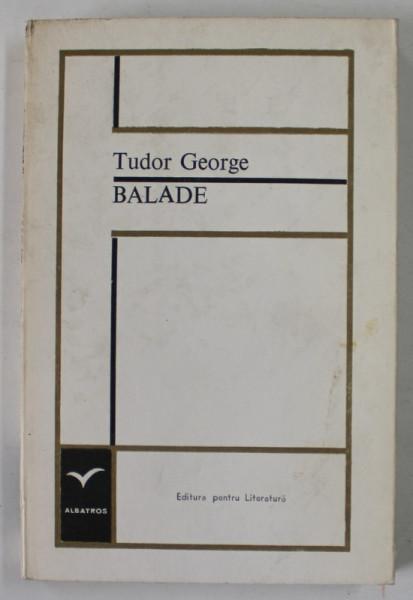 Tudor George
BALADE
ALBATROS
Editura pentru Literatură